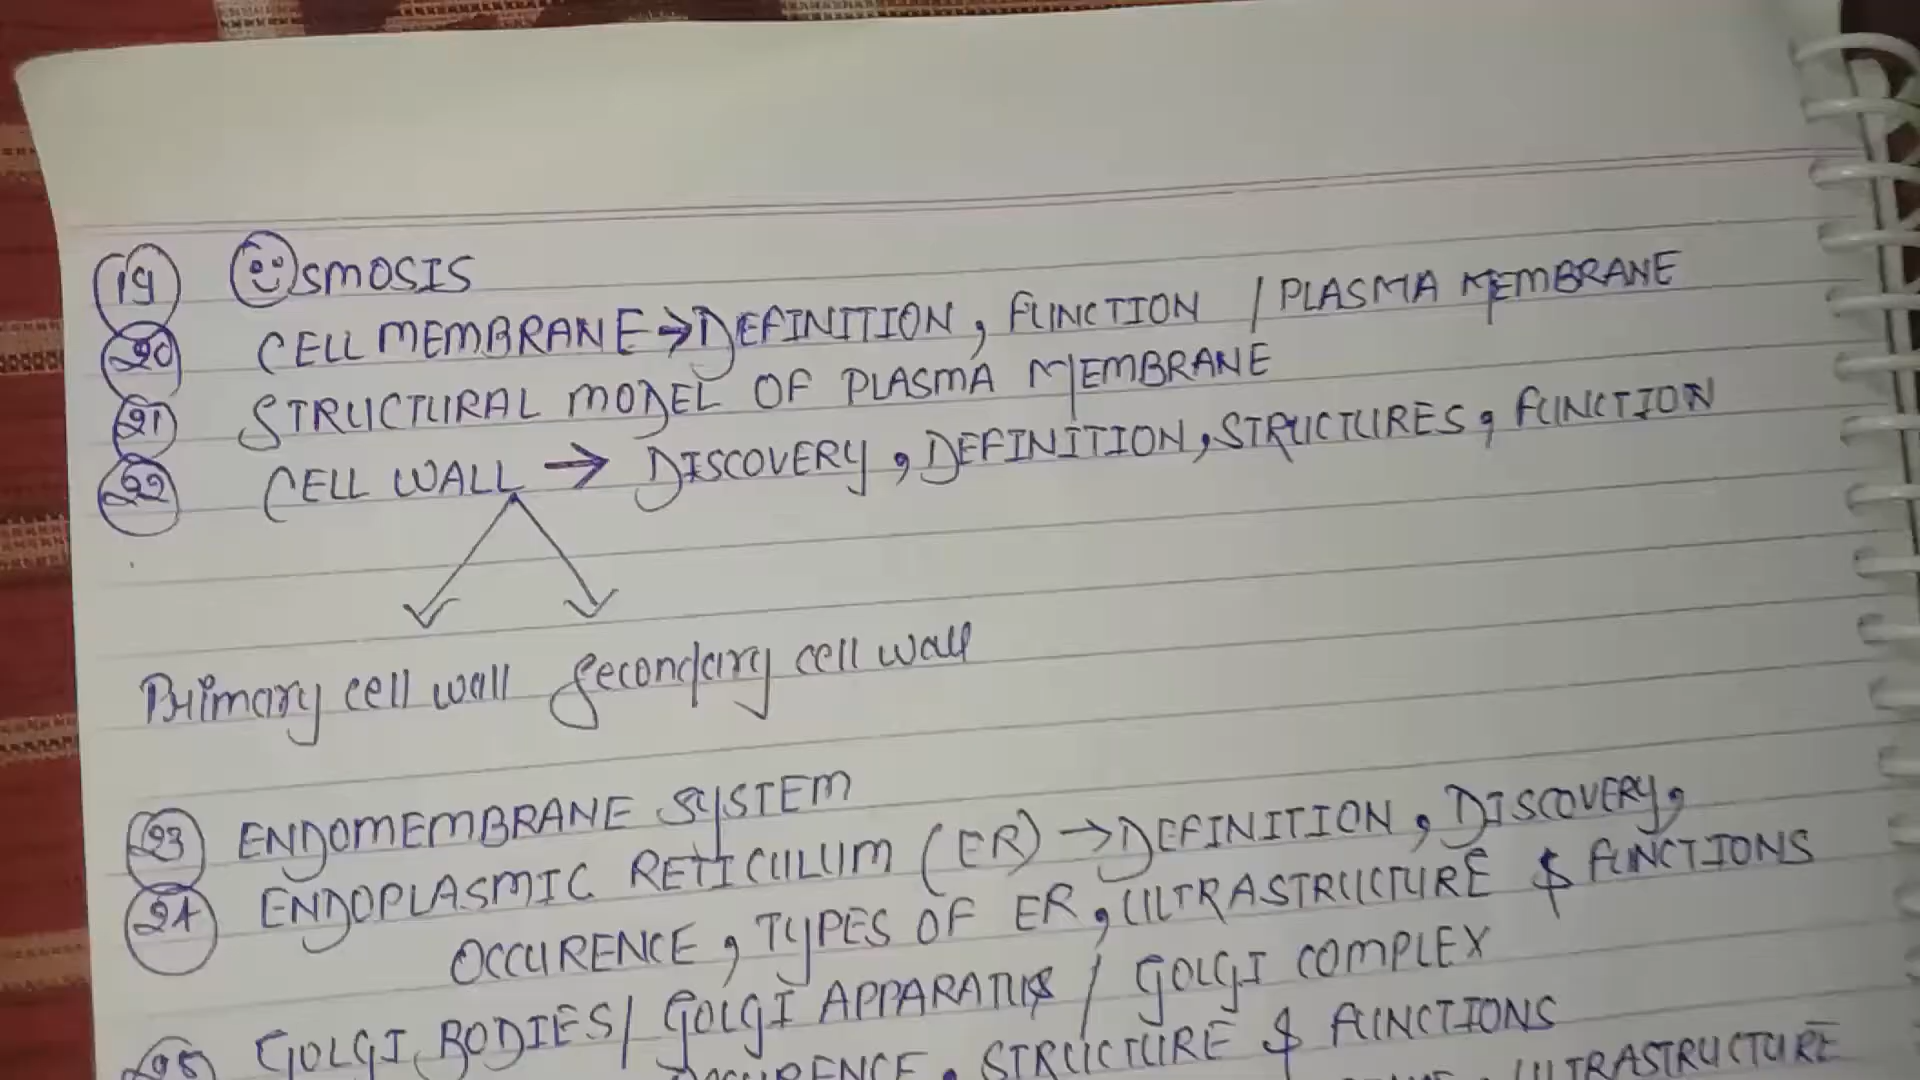 19 OSMOSIS
20 CELL MEMBRANE → DEFINITION, FUNCTION / PLASMA MEMBRANE
21 STRUCTURAL MODEL OF PLASMA MEMBRANE
22 CELL WALL → DISCOVERY, DEFINITION, STRUCTURES, FUNCTION
Primary cell wall Secondary cell wall
23 ENDOMEMBRANE SYSTEM
24 ENDOPLASMIC RETICULUM (ER) → DEFINITION, DISCOVERY,
OCCURENCE, TYPES OF ER, ULTRASTRUCTURE $ FUNCTIONS
25 GOLGI BODIES / GOLGI APPARATUS / GOLGI COMPLEX
STRUCTURE $ FUNCTIONS
ULTRASTRUCTURE